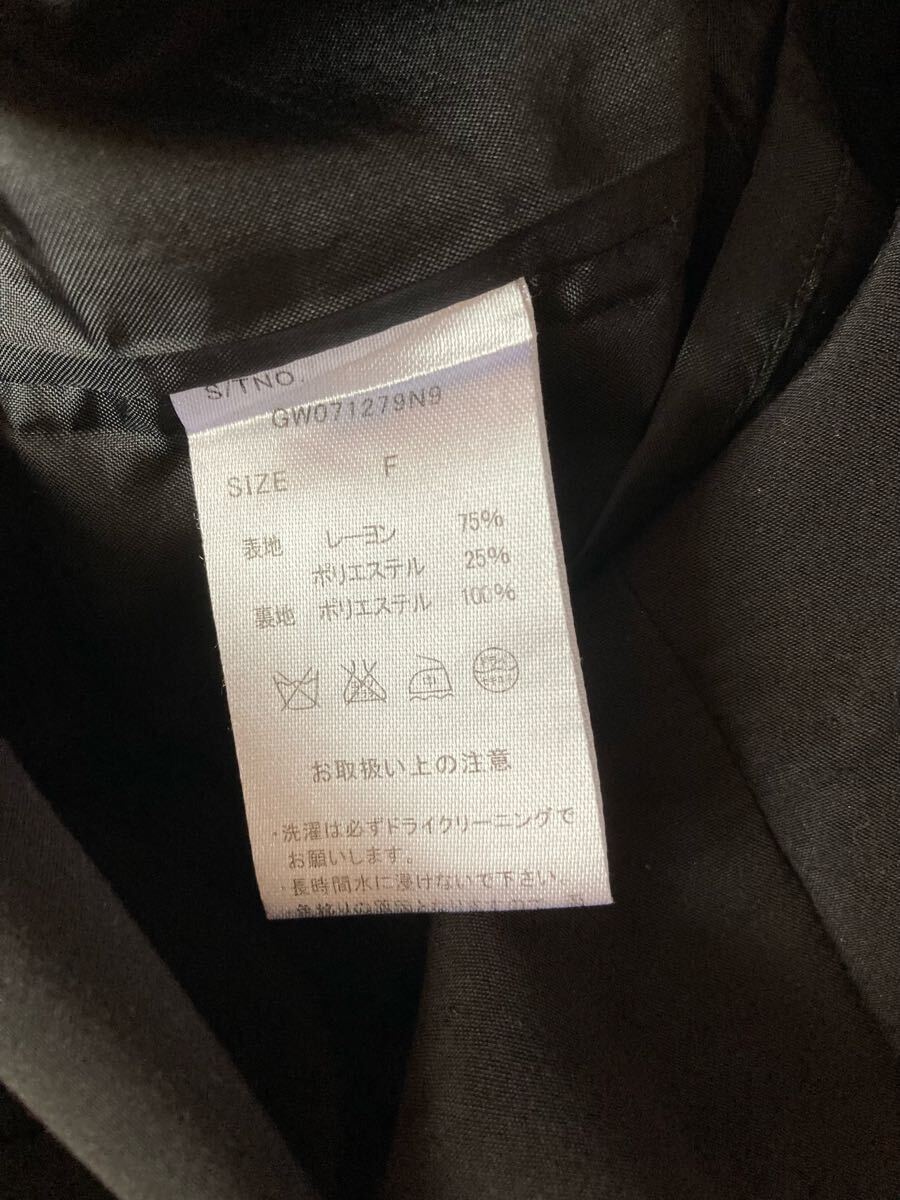 S/TNO.
GW071279N9
SIZE F
表地 レーヨン 75%
ポリエステル 25%
裏地 ポリエステル 100%
中
お取扱い上の注意
・洗濯は必ずドライクリーニングで
お願いします。
・長時間水に浸けないで下さい。